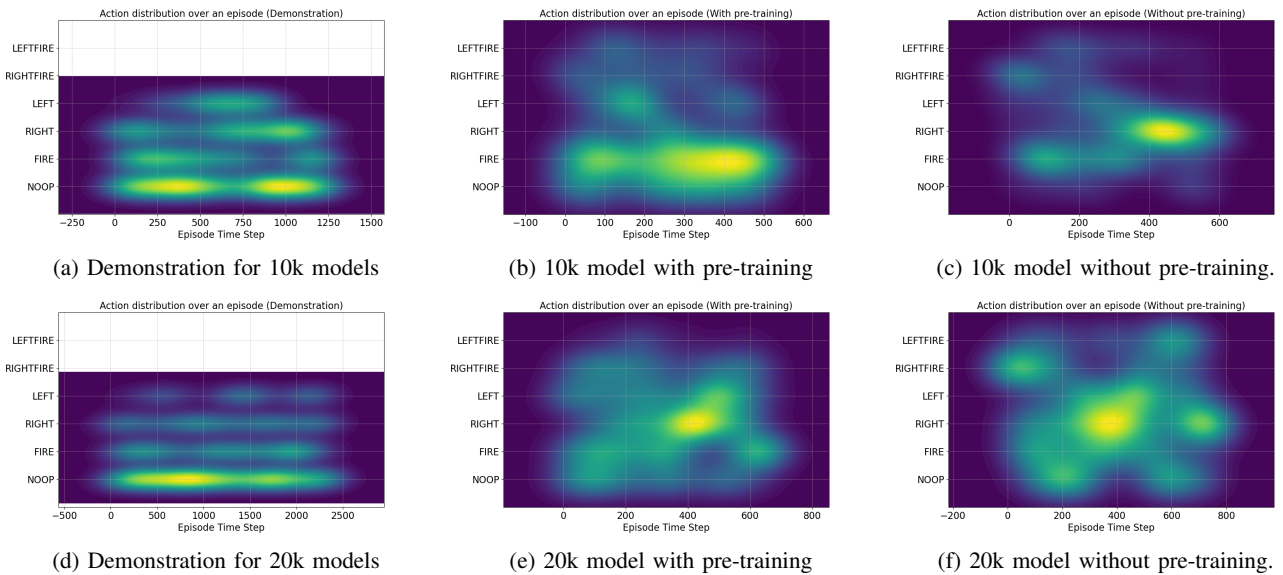 Action distribution over an episode (Demonstration)
LEFTFIRE
RIGHTFIRE
LEFT
RIGHT
FIRE
NOOP
−250 0 250 500 750 1000 1250 1500
Episode Time Step
(a) Demonstration for 10k models
Action distribution over an episode (With pre-training)
LEFTFIRE
RIGHTFIRE
LEFT
RIGHT
FIRE
NOOP
−100 0 100 200 300 400 500 600
Episode Time Step
(b) 10k model with pre-training
Action distribution over an episode (Without pre-training)
LEFTFIRE
RIGHTFIRE
LEFT
RIGHT
FIRE
NOOP
0 200 400 600
Episode Time Step
(c) 10k model without pre-training.
Action distribution over an episode (Demonstration)
LEFTFIRE
RIGHTFIRE
LEFT
RIGHT
FIRE
NOOP
−500 0 500 1000 1500 2000 2500
Episode Time Step
(d) Demonstration for 20k models
Action distribution over an episode (With pre-training)
LEFTFIRE
RIGHTFIRE
LEFT
RIGHT
FIRE
NOOP
0 200 400 600 800
Episode Time Step
(e) 20k model with pre-training
Action distribution over an episode (Without pre-training)
LEFTFIRE
RIGHTFIRE
LEFT
RIGHT
FIRE
NOOP
−200 0 200 400 600 800
Episode Time Step
(f) 20k model without pre-training.